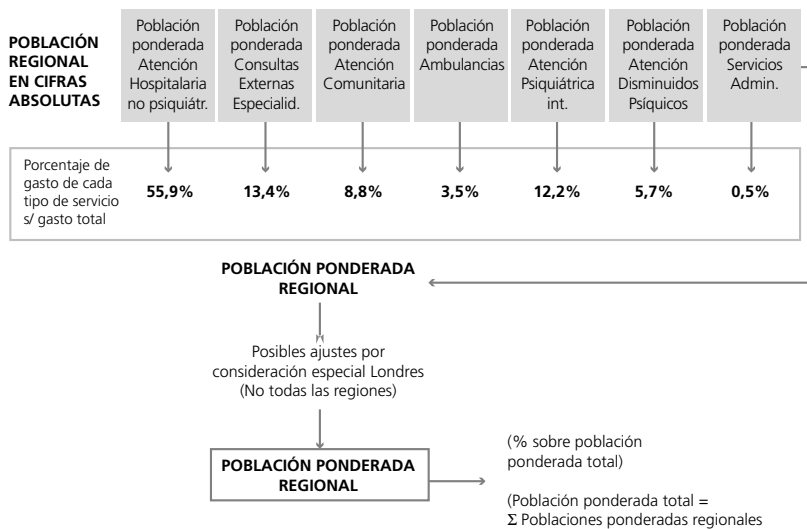 POBLACIÓN
REGIONAL
EN CIFRAS
ABSOLUTAS
Población
ponderada
Atención
Hospitalaria
no psiquiátr.
Población
ponderada
Consultas
Externas
Especialid.
Población
ponderada
Atención
Comunitaria
Población
ponderada
Ambulancias
Población
ponderada
Atención
Psiquiátrica
int.
Población
ponderada
Atención
Disminuidos
Psíquicos
Población
ponderada
Servicios
Admin.
Porcentaje de
gasto de cada
tipo de servicio
s/ gasto total
55,9% 13,4% 8,8% 3,5% 12,2% 5,7% 0,5%
POBLACIÓN PONDERADA
REGIONAL
Posibles ajustes por
consideración especial Londres
(No todas las regiones)
POBLACIÓN PONDERADA
REGIONAL
(% sobre población
ponderada total)
(Población ponderada total =
Σ Poblaciones ponderadas regionales